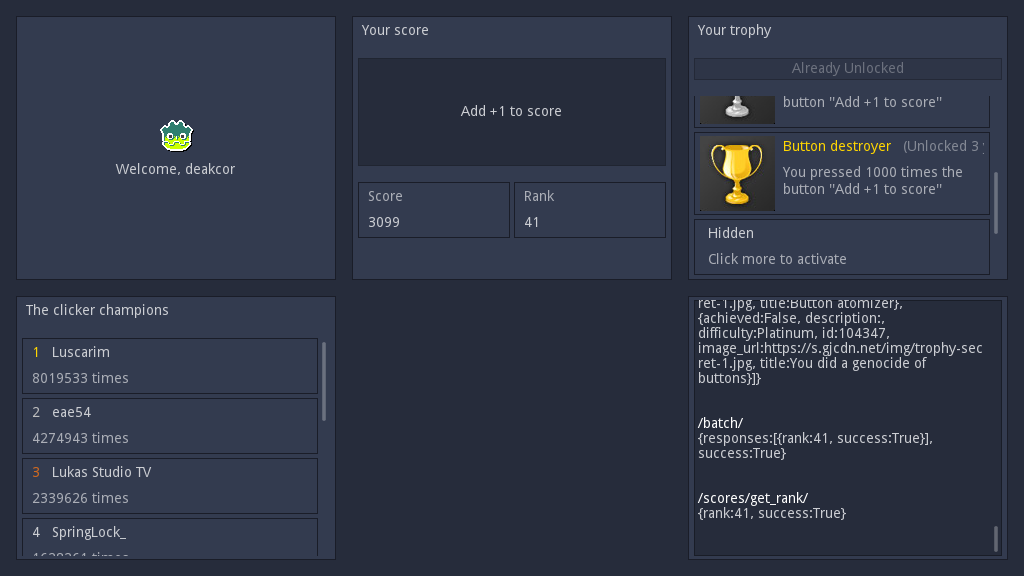 Welcome, deakcor
Your score
Add +1 to score
Score
3099
Rank
41
Your trophy
Already Unlocked
button "Add +1 to score"
Button destroyer (Unlocked 3
You pressed 1000 times the
button "Add +1 to score"
Hidden
Click more to activate
The clicker champions
1 Luscarim
8019533 times
2 eae54
4274943 times
3 Lukas Studio TV
2339626 times
4 SpringLock_
ret-1.jpg, title:Button atomizer},
{achieved:False, description:,
difficulty:Platinum, id:104347,
image_url:https://s.gjcdn.net/img/trophy-sec
ret-1.jpg, title:You did a genocide of
buttons}]}
/batch/
{responses:[{rank:41, success:True}],
success:True}
/scores/get_rank/
{rank:41, success:True}